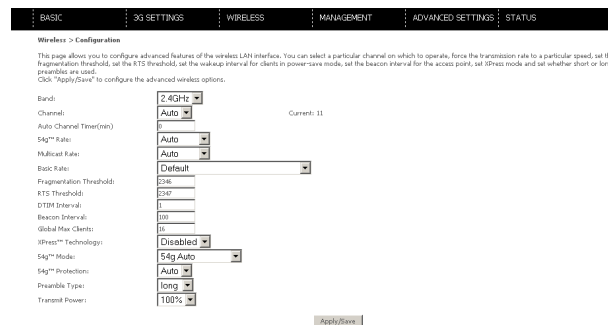 BASIC 3G SETTINGS WIRELESS MANAGEMENT ADVANCED SETTINGS STATUS
Wireless > Configuration
This page allows you to configure advanced features of the wireless LAN interface. You can select a particular channel on which to operate, force the transmission rate to a particular speed, set the
fragmentation threshold, set the RTS threshold, set the wakeup interval for clients in power-save mode, set the beacon interval for the access point, set XPress mode and set whether short or long
preambles are used.
Click "Apply/Save" to configure the advanced wireless options.
Band: 2.4GHz
Channel: Auto Current: 11
Auto Channel Timer(min) 0
54g™ Rate: Auto
Multicast Rate: Auto
Basic Rate: Default
Fragmentation Threshold: 2346
RTS Threshold: 2347
DTIM Interval: 1
Beacon Interval: 100
Global Max Clients: 16
XPress™ Technology: Disabled
54g™ Mode: 54g Auto
54g™ Protection: Auto
Preamble Type: long
Transmit Power: 100%
Apply/Save